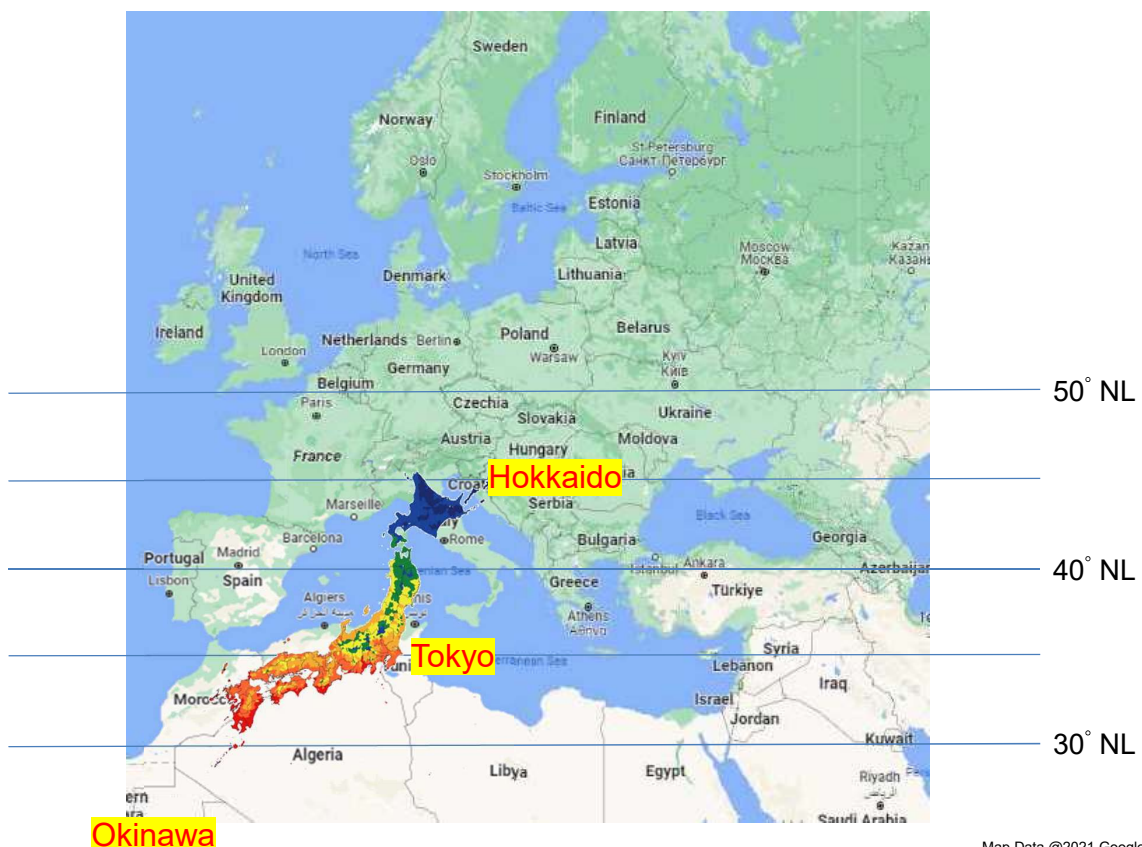 Sweden
Norway
Finland
Oslo
St Petersburg
Санкт-Петербург
Stockholm
Estonia
Baltic Sea
Latvia
Moscow
Москва
Kazan
North Sea
Denmark
Lithuania
United
Kingdom
Ireland
Netherlands
Berlin
Poland
Belarus
London
Warsaw
Kyiv
Київ
Germany
Belgium
50° NL
Paris
Czechia
Slovakia
Ukraine
Austria
Hungary
Moldova
France
Hokkaido
Marseille
Serbia
Black Sea
Rome
Barcelona
Bulgaria
Georgia
Portugal
Madrid
Istanbul
Ankara
Azerbaijan
40° NL
Lisbon
Spain
Greece
Türkiye
Algiers
Athens
Αθήνα
Tokyo
Syria
Lebanon
Iraq
Israel
Jordan
Kuwait
30° NL
Algeria
Libya
Egypt
Riyadh
الرياض
Saudi Arabia
Okinawa
Map Data @2021 Google